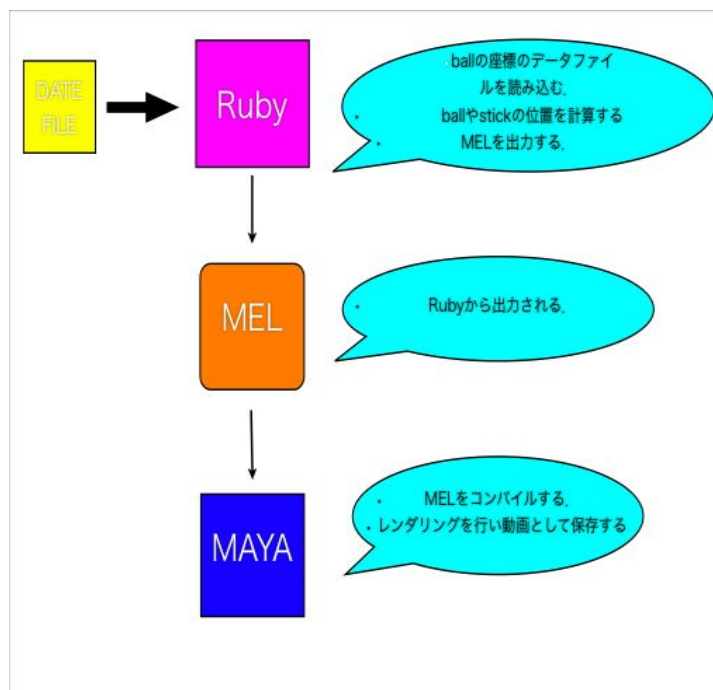 DATE
FILE
Ruby
・ballの座標のデータファイ
ルを読み込む．
・ballやstickの位置を計算する
・MELを出力する．
MEL
・Rubyから出力される．
MAYA
・MELをコンパイルする．
・レンダリングを行い動画として保存する